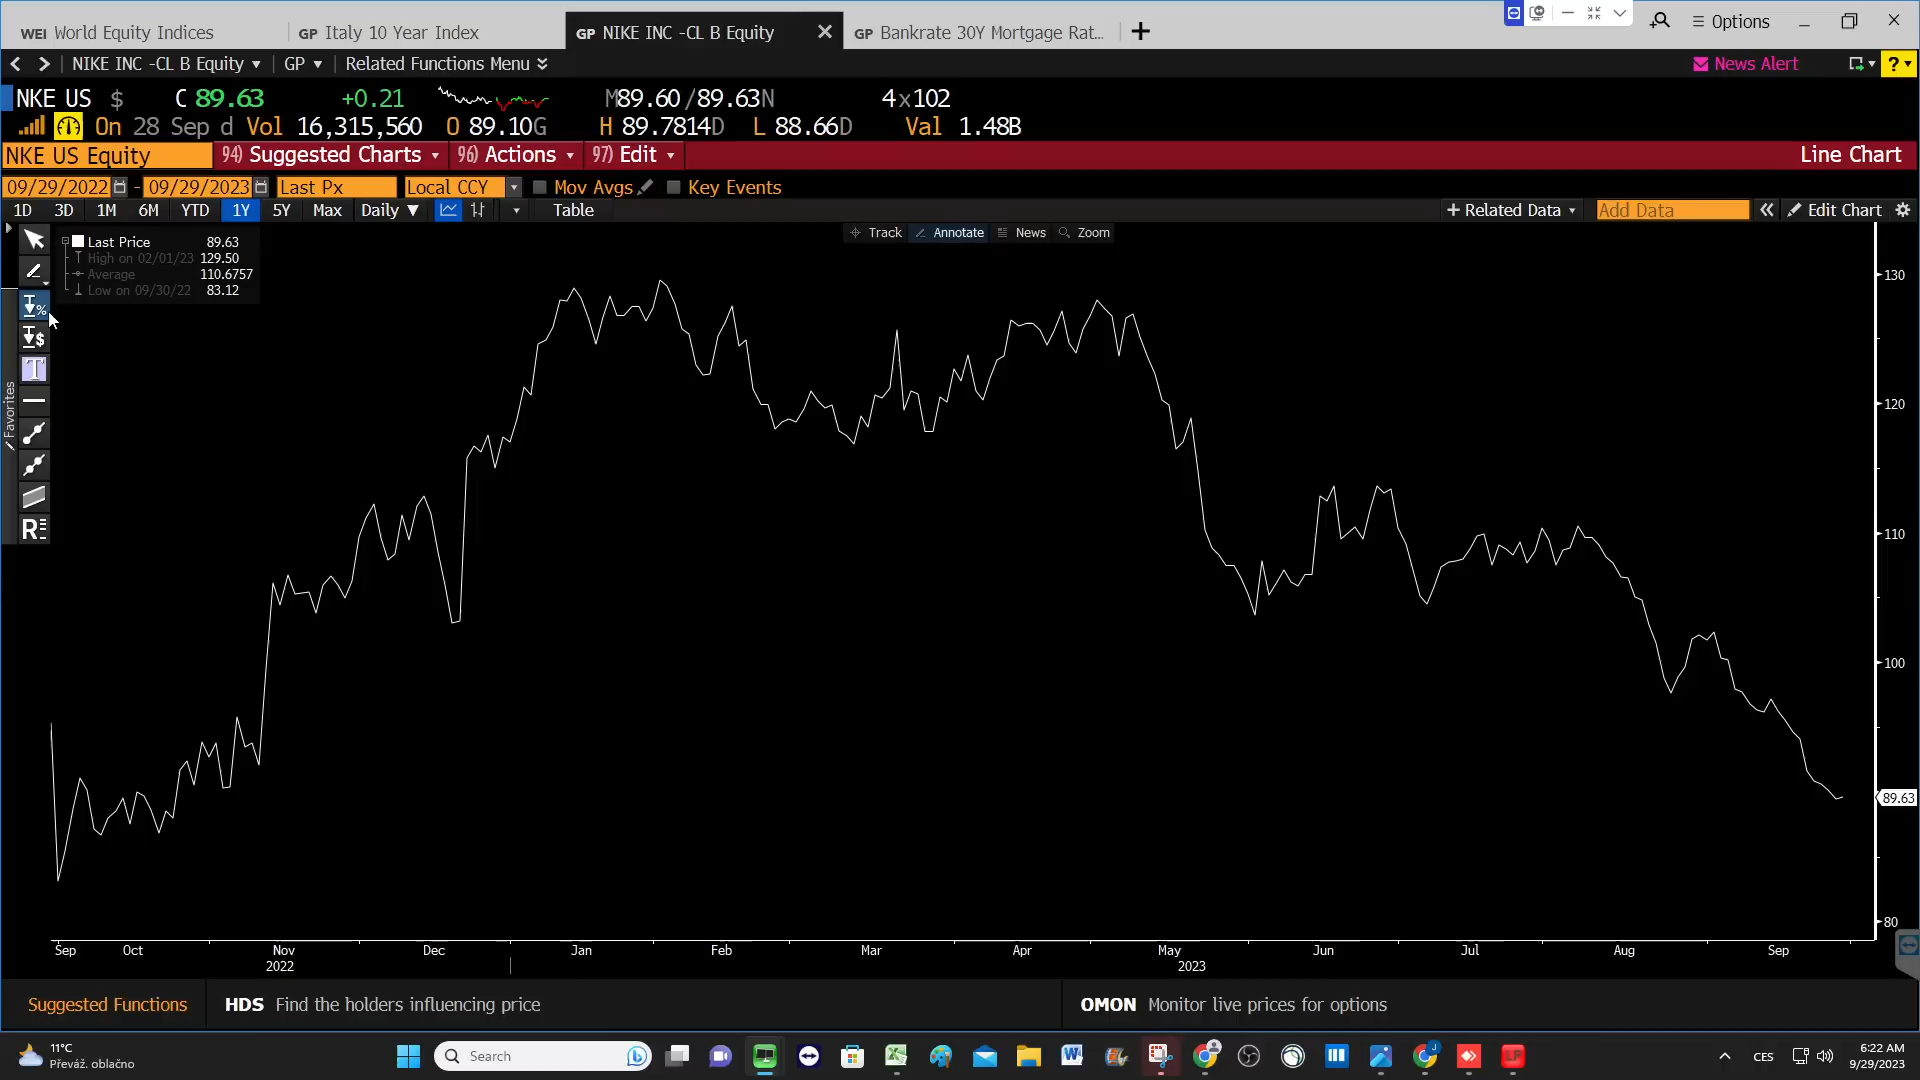 WEI World Equity Indices
GP Italy 10 Year Index
GP NIKE INC -CL B Equity
GP Bankrate 30Y Mortgage Rat...
Options
NIKE INC -CL B Equity
GP
Related Functions Menu
News Alert
?
NKE US $ C 89.63 +0.21 M89.60/89.63N 4x102
On 28 Sep d Vol 16,315,560 O 89.10G H 89.7814D L 88.66D Val 1.48B
NKE US Equity
94) Suggested Charts
96) Actions
97) Edit
Line Chart
09/29/2022 - 09/29/2023
Last Px
Local CCY
Mov Avgs
Key Events
1D 3D 1M 6M YTD 1Y 5Y Max Daily
Table
+ Related Data
Add Data
Edit Chart
Track Annotate News Zoom
Last Price 89.63
High on 02/01/23 129.50
Average 110.6757
Low on 09/30/22 83.12
%
$
T
R
Favorites
130
120
110
100
89.63
80
Sep Oct Nov Dec Jan Feb Mar Apr May Jun Jul Aug Sep
2022 2023
Suggested Functions
HDS Find the holders influencing price
OMON Monitor live prices for options
11°C
Převáž. oblačno
Search
CES
6:22 AM
9/29/2023